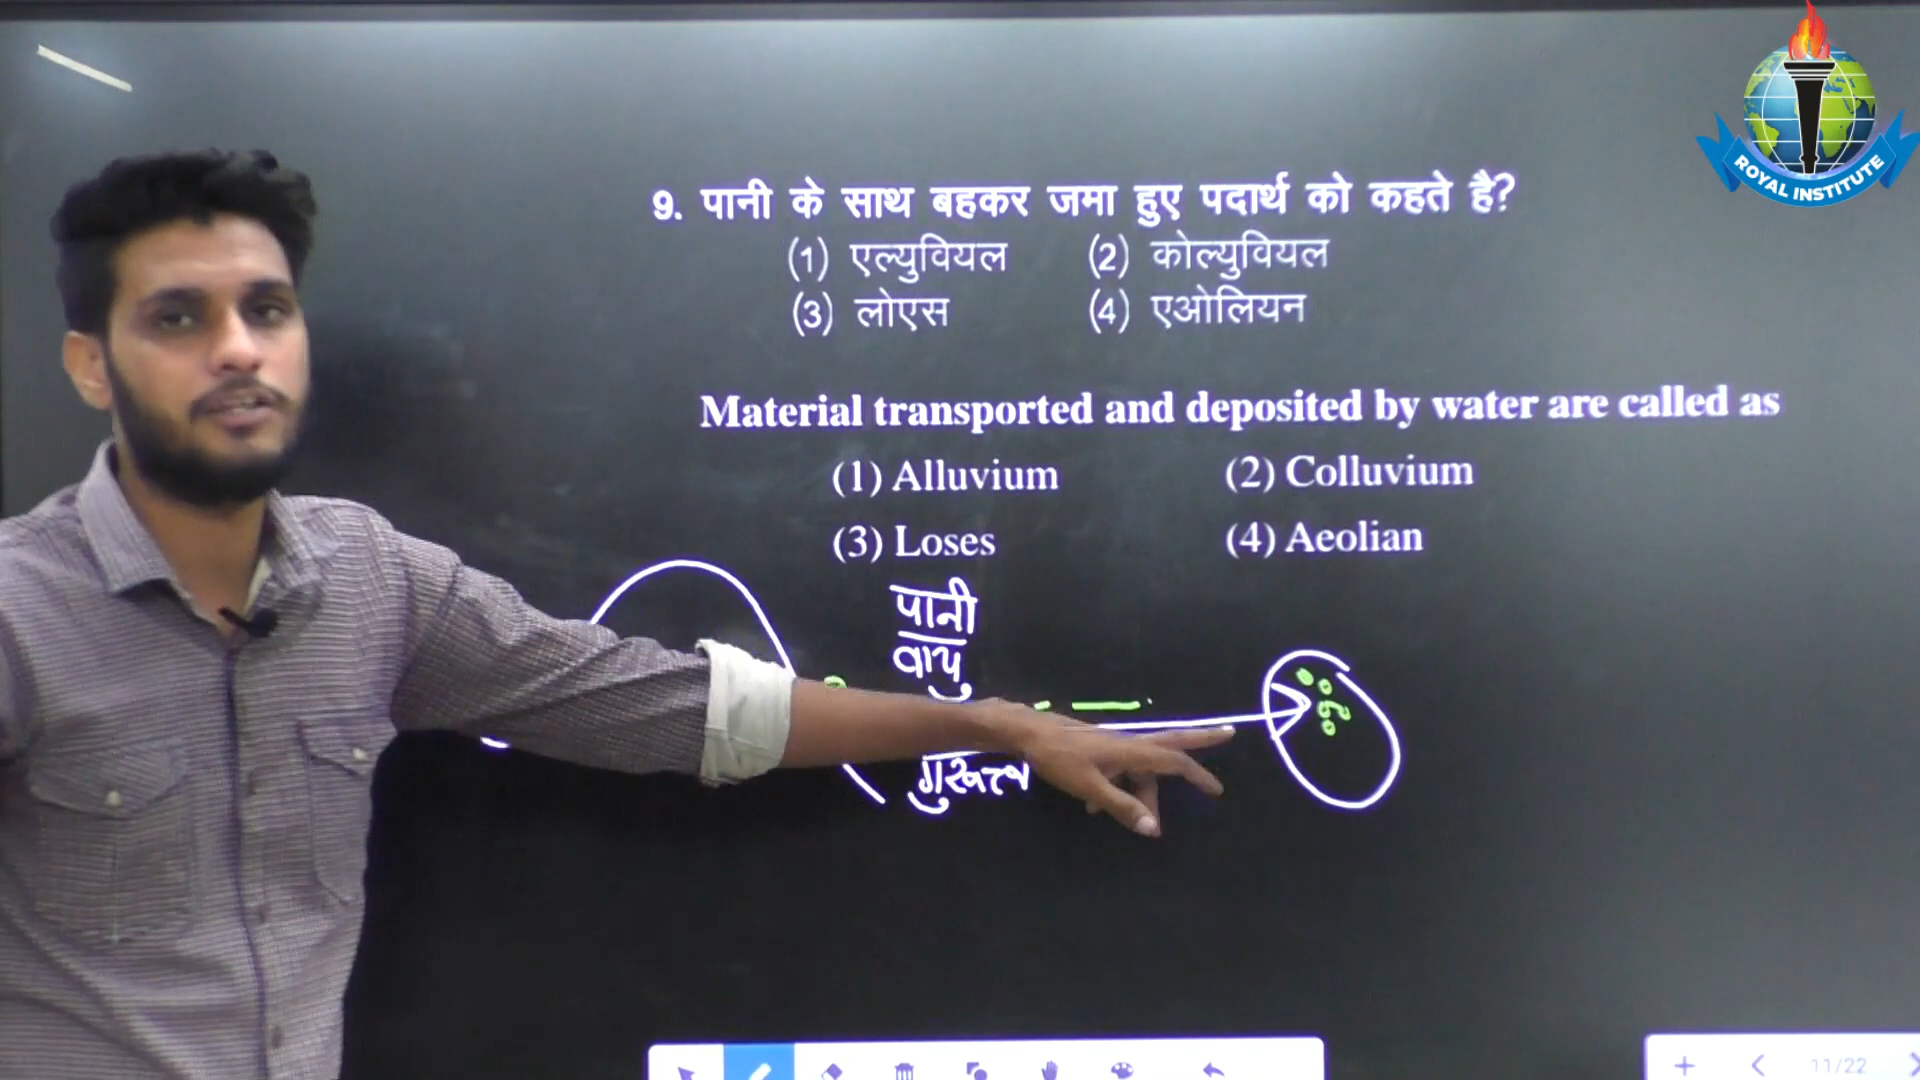 ROYAL INSTITUTE
9. पानी के साथ बहकर जमा हुए पदार्थ को कहते है?
(1) एल्युवियल (2) कोल्युवियल
(3) लोएस (4) एओलियन
Material transported and deposited by water are called as
(1) Alluvium (2) Colluvium
(3) Loses (4) Aeolian
पानी
वायु
गुरुत्व
11/22